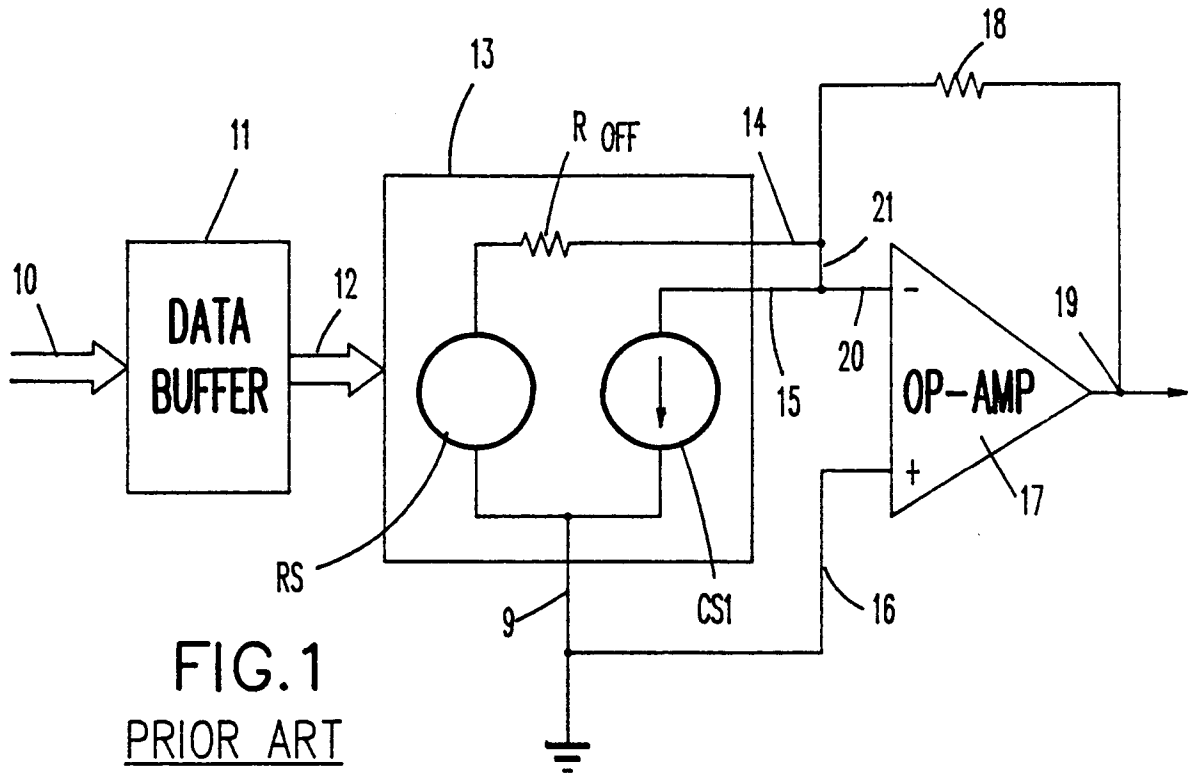 18
13
R OFF
14
11
21
10
12
DATA
BUFFER
-
19
20
15
OP-AMP
+
17
RS
CS1
9
16
FIG.1
PRIOR ART